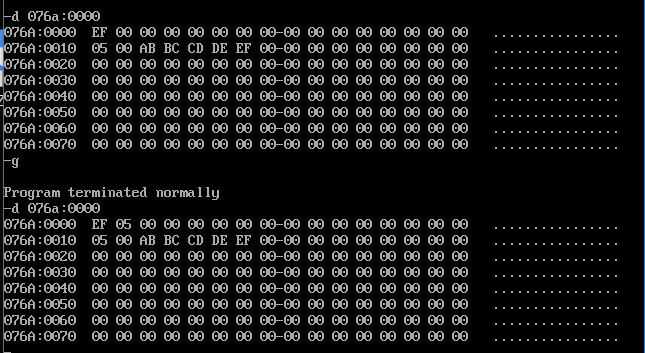 -d 076a:0000
076A:0000  EF 00 00 00 00 00 00 00-00 00 00 00 00 00 00 00   ................
076A:0010  05 00 AB BC CD DE EF 00-00 00 00 00 00 00 00 00   ................
076A:0020  00 00 00 00 00 00 00 00-00 00 00 00 00 00 00 00   ................
076A:0030  00 00 00 00 00 00 00 00-00 00 00 00 00 00 00 00   ................
076A:0040  00 00 00 00 00 00 00 00-00 00 00 00 00 00 00 00   ................
076A:0050  00 00 00 00 00 00 00 00-00 00 00 00 00 00 00 00   ................
076A:0060  00 00 00 00 00 00 00 00-00 00 00 00 00 00 00 00   ................
076A:0070  00 00 00 00 00 00 00 00-00 00 00 00 00 00 00 00   ................
-g
Program terminated normally
-d 076a:0000
076A:0000  EF 05 00 00 00 00 00 00-00 00 00 00 00 00 00 00   ................
076A:0010  05 00 AB BC CD DE EF 00-00 00 00 00 00 00 00 00   ................
076A:0020  00 00 00 00 00 00 00 00-00 00 00 00 00 00 00 00   ................
076A:0030  00 00 00 00 00 00 00 00-00 00 00 00 00 00 00 00   ................
076A:0040  00 00 00 00 00 00 00 00-00 00 00 00 00 00 00 00   ................
076A:0050  00 00 00 00 00 00 00 00-00 00 00 00 00 00 00 00   ................
076A:0060  00 00 00 00 00 00 00 00-00 00 00 00 00 00 00 00   ................
076A:0070  00 00 00 00 00 00 00 00-00 00 00 00 00 00 00 00   ................